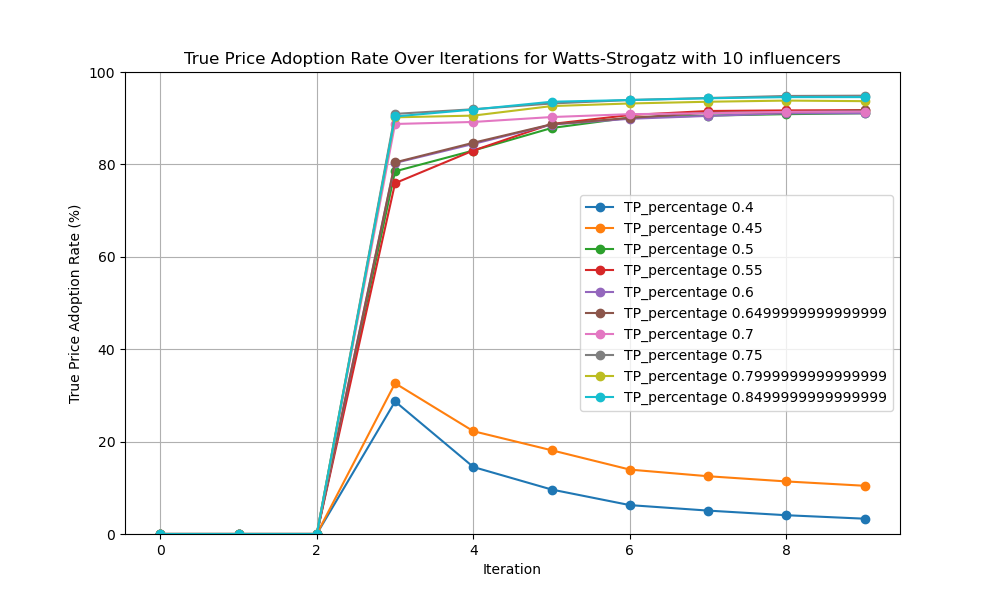 True Price Adoption Rate Over Iterations for Watts-Strogatz with 10 influencers
True Price Adoption Rate (%)
100
80
60
40
20
0
TP_percentage 0.4
TP_percentage 0.45
TP_percentage 0.5
TP_percentage 0.55
TP_percentage 0.6
TP_percentage 0.6499999999999999
TP_percentage 0.7
TP_percentage 0.75
TP_percentage 0.7999999999999999
TP_percentage 0.8499999999999999
0 2 4 6 8
Iteration